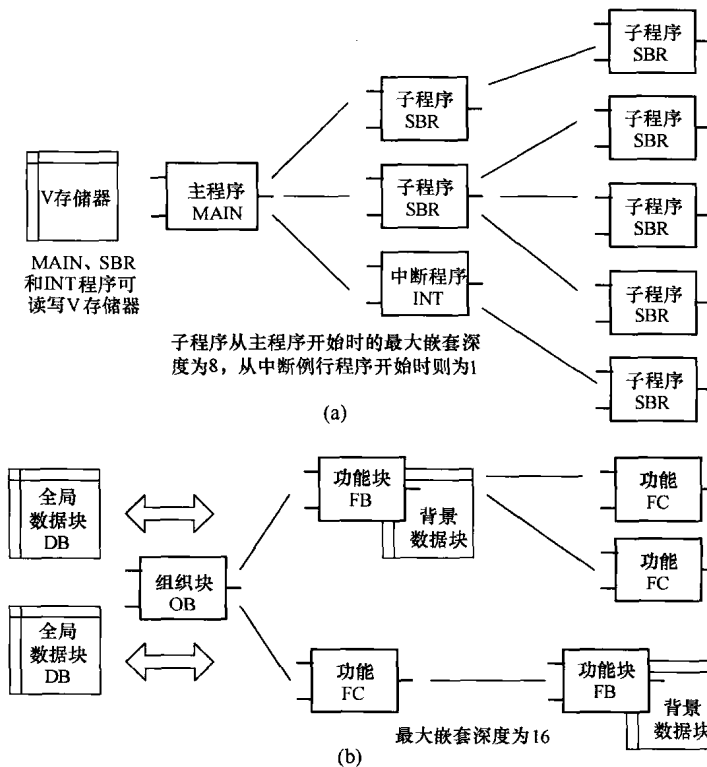 子程序
SBR
子程序
SBR
子程序
SBR
V存储器
主程序
MAIN
子程序
SBR
子程序
SBR
MAIN、SBR
和INT程序可
读写V存储器
中断程序
INT
子程序
SBR
子程序从主程序开始时的最大嵌套深
度为8，从中断例行程序开始时则为1
子程序
SBR
(a)
全局
数据块
DB
功能块
FB
背景
数据块
功能
FC
组织块
OB
功能
FC
全局
数据块
DB
功能
FC
功能块
FB
背景
数据块
最大嵌套深度为16
(b)